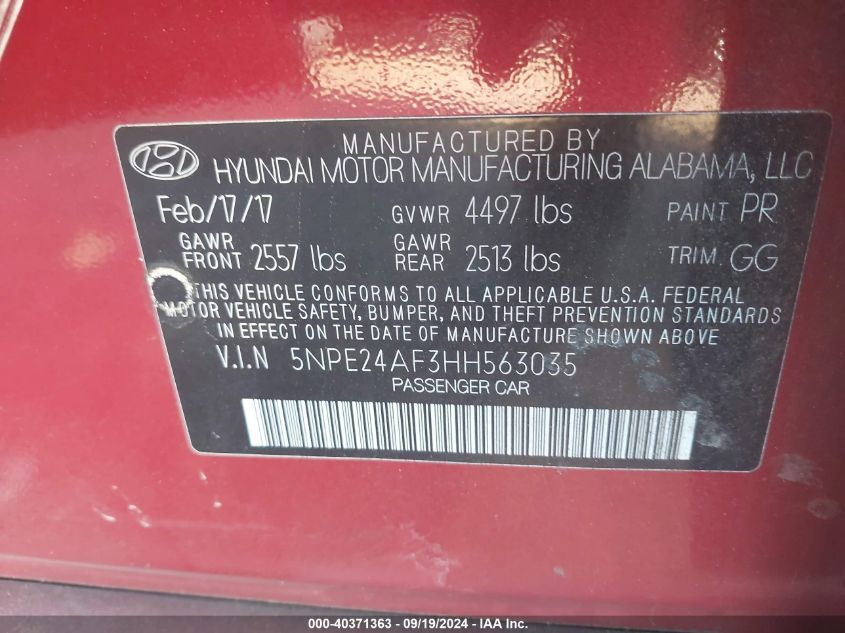 MANUFACTURED BY
HYUNDAI MOTOR MANUFACTURING ALABAMA, LLC
Feb/17/17 GVWR 4497 lbs PAINT PR
GAWR FRONT 2557 lbs GAWR REAR 2513 lbs TRIM GG
THIS VEHICLE CONFORMS TO ALL APPLICABLE U.S.A. FEDERAL
MOTOR VEHICLE SAFETY, BUMPER, AND THEFT PREVENTION STANDARDS
IN EFFECT ON THE DATE OF MANUFACTURE SHOWN ABOVE
V.I.N 5NPE24AF3HH563035
PASSENGER CAR
000-40371363 - 09/19/2024 - IAA Inc.